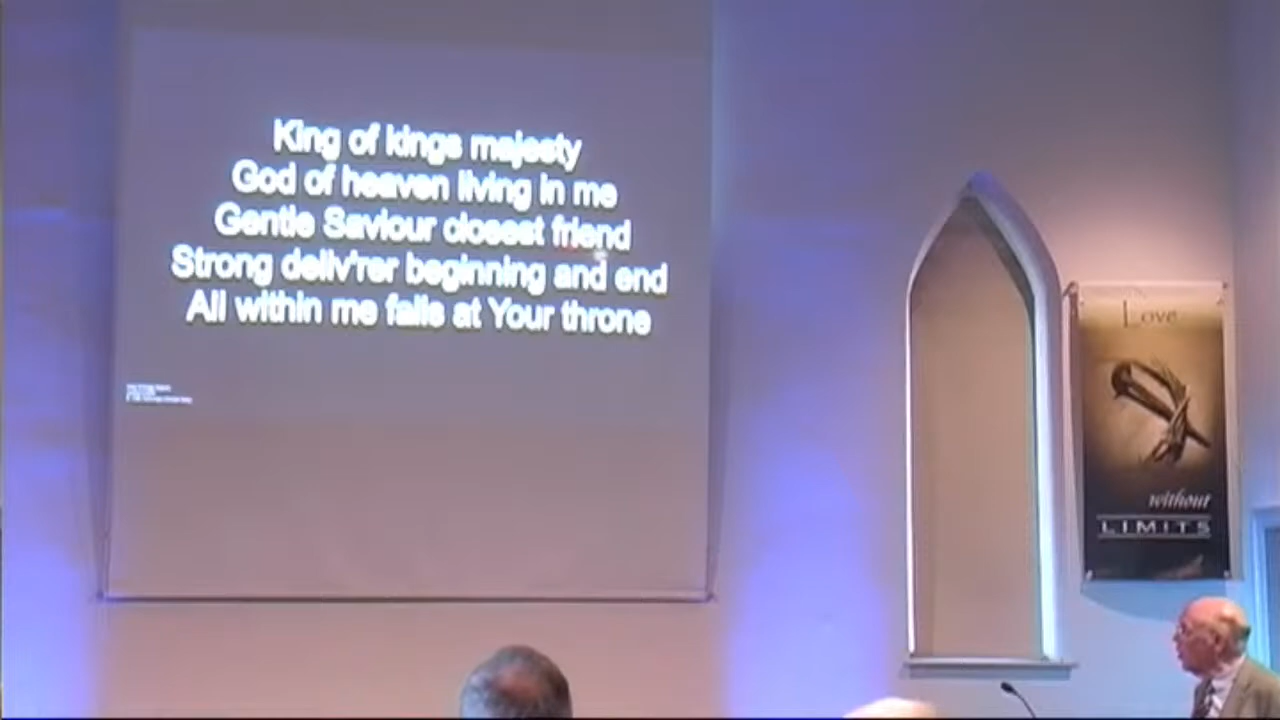 King of kings majesty
God of heaven living in me
Gentle Saviour closest friend
Strong deliv'rer beginning and end
All within me falls at Your throne
Love
without
LIMITS